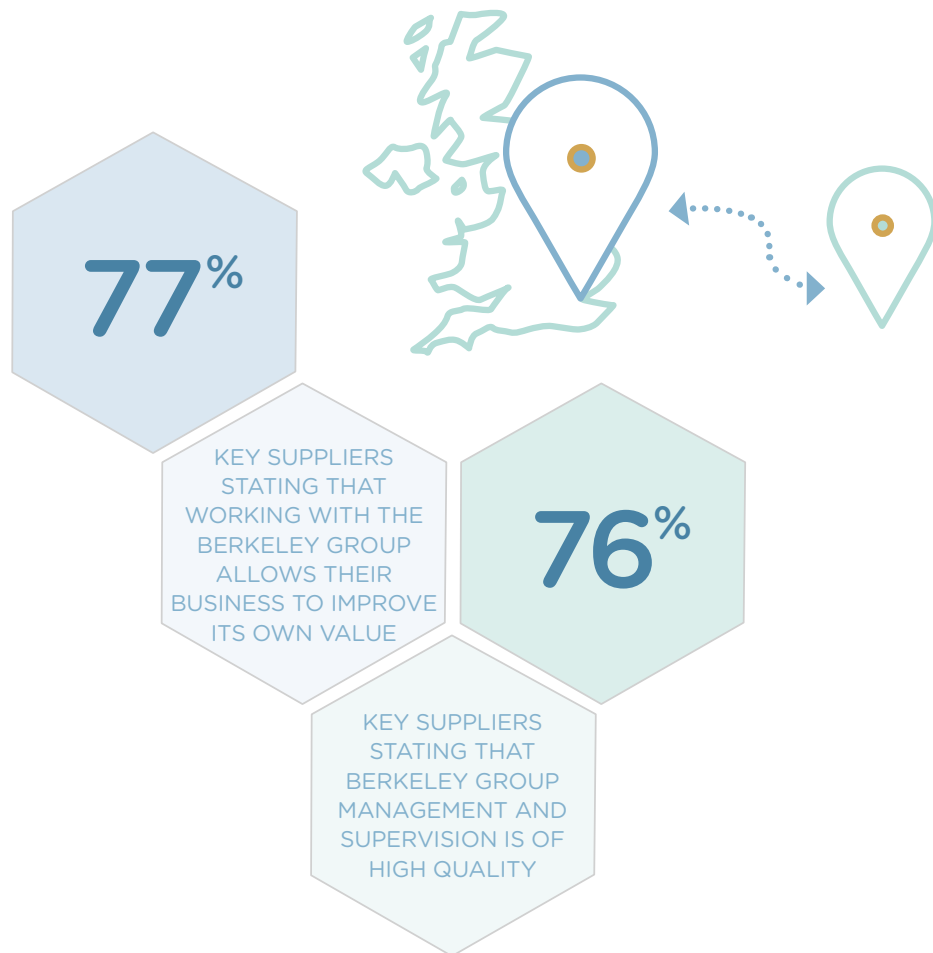 77%
KEY SUPPLIERS
STATING THAT
WORKING WITH THE
BERKELEY GROUP
ALLOWS THEIR
BUSINESS TO IMPROVE
ITS OWN VALUE
76%
KEY SUPPLIERS
STATING THAT
BERKELEY GROUP
MANAGEMENT AND
SUPERVISION IS OF
HIGH QUALITY